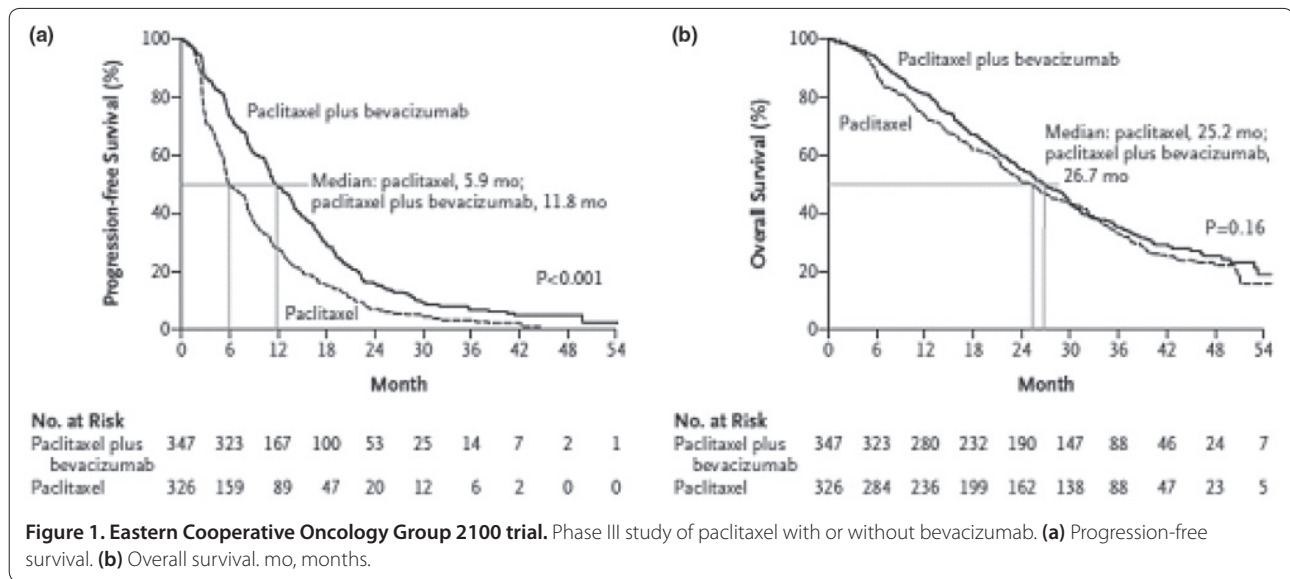 (a)
100
80
60
40
20
0
Progression-free Survival (%)
Paclitaxel plus bevacizumab
Median: paclitaxel, 5.9 mo;
paclitaxel plus bevacizumab, 11.8 mo
P<0.001
Paclitaxel
0 6 12 18 24 30 36 42 48 54
Month
No. at Risk
Paclitaxel plus 347 323 167 100 53 25 14 7 2 1
bevacizumab
Paclitaxel 326 159 89 47 20 12 6 2 0 0
(b)
100
80
60
40
20
0
Overall Survival (%)
Paclitaxel plus bevacizumab
Paclitaxel
Median: paclitaxel, 25.2 mo;
paclitaxel plus bevacizumab,
26.7 mo
P=0.16
0 6 12 18 24 30 36 42 48 54
Month
No. at Risk
Paclitaxel plus 347 323 280 232 190 147 88 46 24 7
bevacizumab
Paclitaxel 326 284 236 199 162 138 88 47 23 5
Figure 1. Eastern Cooperative Oncology Group 2100 trial. Phase III study of paclitaxel with or without bevacizumab. (a) Progression-free
survival. (b) Overall survival. mo, months.